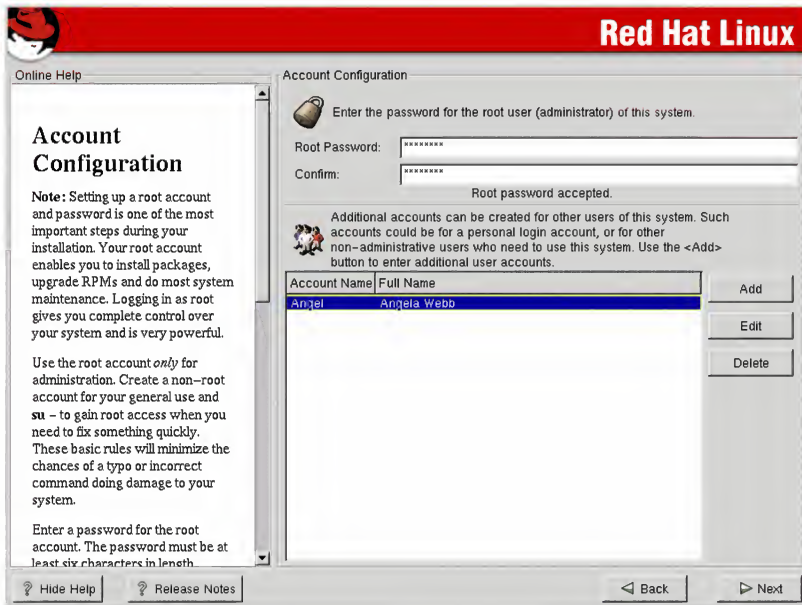 Red Hat Linux
Online Help
Account
Configuration
Note: Setting up a root account
and password is one of the most
important steps during your
installation. Your root account
enables you to install packages,
upgrade RPMs and do most system
maintenance. Logging in as root
gives you complete control over
your system and is very powerful.
Use the root account only for
administration. Create a non-root
account for your general use and
su - to gain root access when you
need to fix something quickly.
These basic rules will minimize the
chances of a typo or incorrect
command doing damage to your
system.
Enter a password for the root
account. The password must be at
least six characters in length.
Account Configuration
Enter the password for the root user (administrator) of this system.
Root Password: ********
Confirm: ********
Root password accepted.
Additional accounts can be created for other users of this system. Such
accounts could be for a personal login account, or for other
non-administrative users who need to use this system. Use the <Add>
button to enter additional user accounts.
Account Name Full Name
Angel Angela Webb
Add
Edit
Delete
? Hide Help
? Release Notes
Back
Next